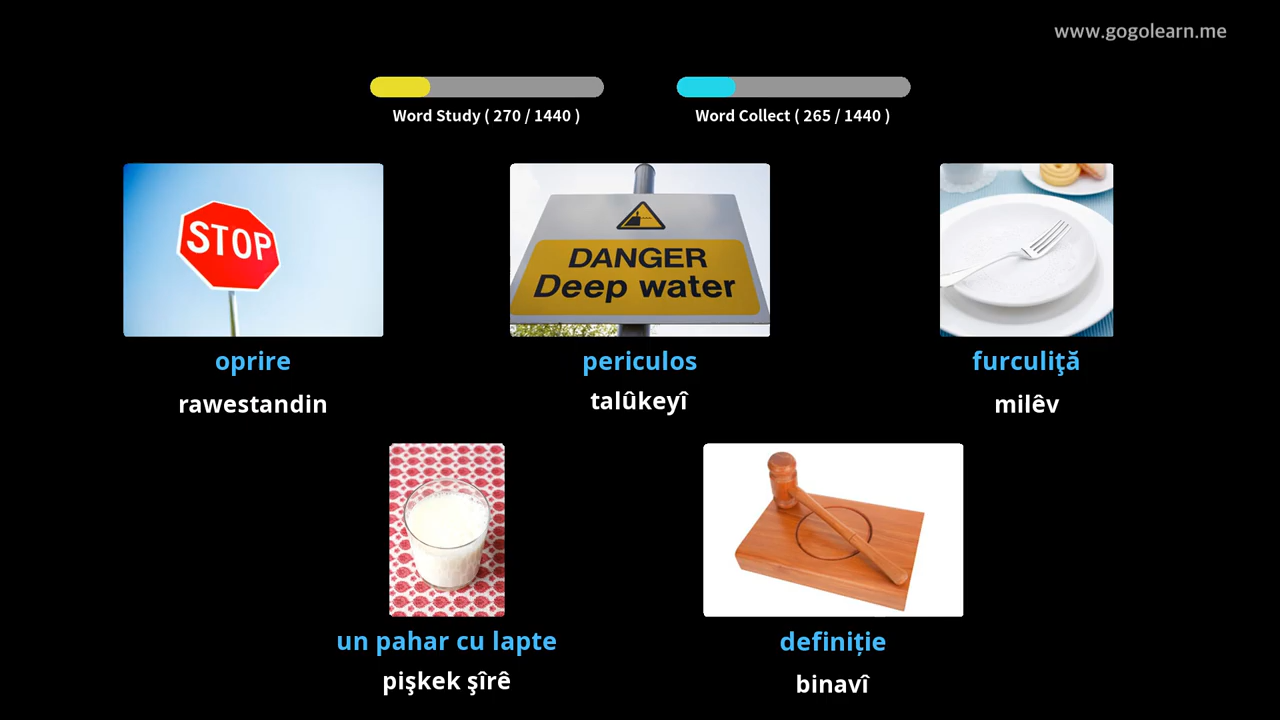 www.gogolearn.me
Word Study ( 270 / 1440 )
Word Collect ( 265 / 1440 )
STOP
DANGER
Deep water
oprire
periculos
furculiţă
rawestandin
talûkeyî
milêv
un pahar cu lapte
definiție
pişkek şîrê
binavî